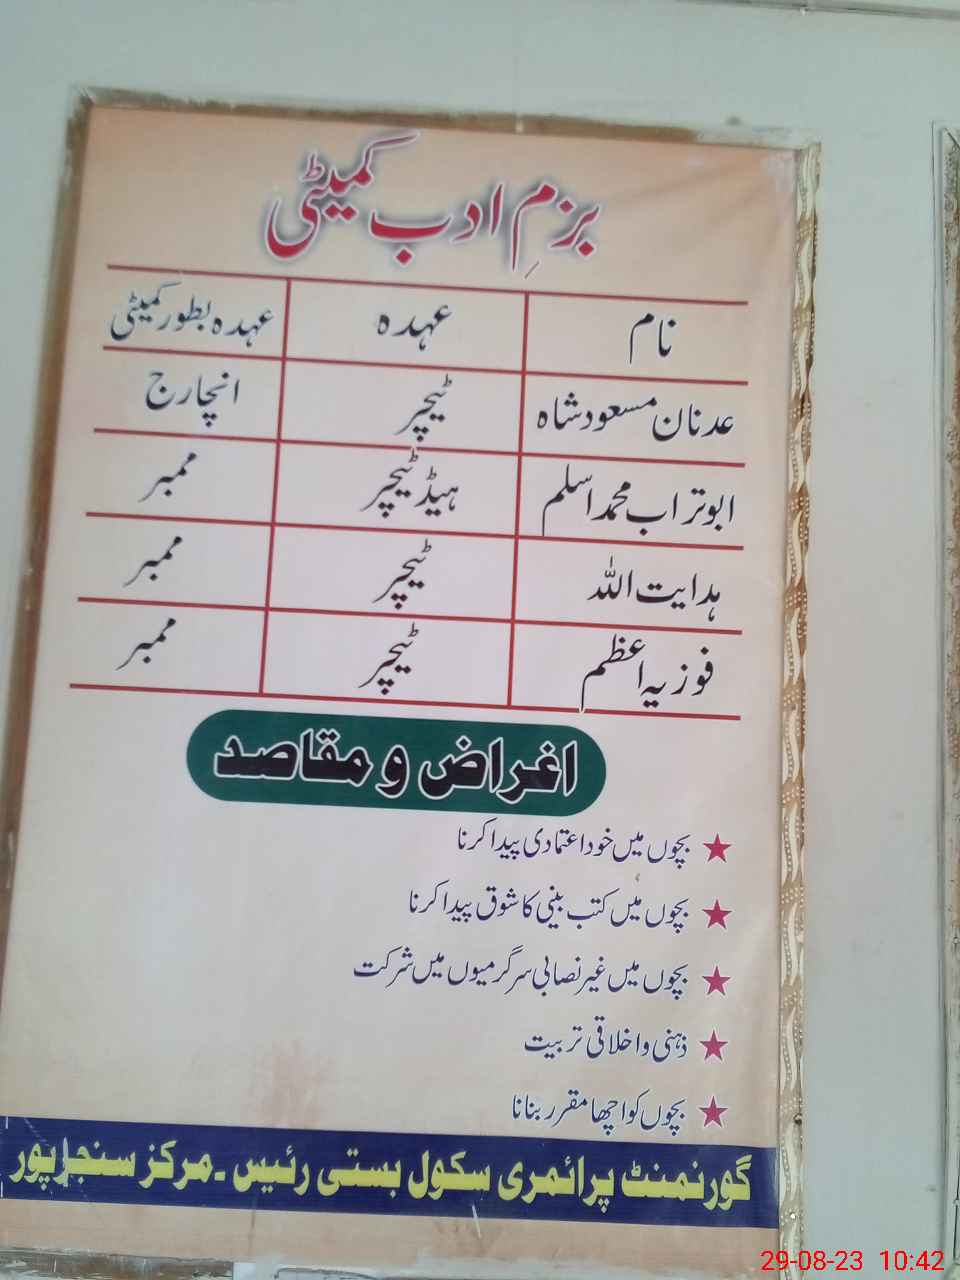 بزمِ ادب کمیٹی
نام عہدہ عہدہ بطور کمیٹی
عدنان مسعود شاہ ٹیچر انچارج
ابوتراب محمد اسلم ہیڈ ٹیچر ممبر
ہدایت اللہ ٹیچر ممبر
فوزیہ اعظم ٹیچر ممبر
اغراض و مقاصد
بچوں میں خود اعتمادی پیدا کرنا
بچوں میں کتب بینی کا شوق پیدا کرنا
بچوں میں غیر نصابی سرگرمیوں میں شرکت
ذہنی و اخلاقی تربیت
بچوں کو اچھا مقرر بنانا
گورنمنٹ پرائمری سکول بستی رئیس ۔ مرکز سنجرپور
29-08-23 10:42